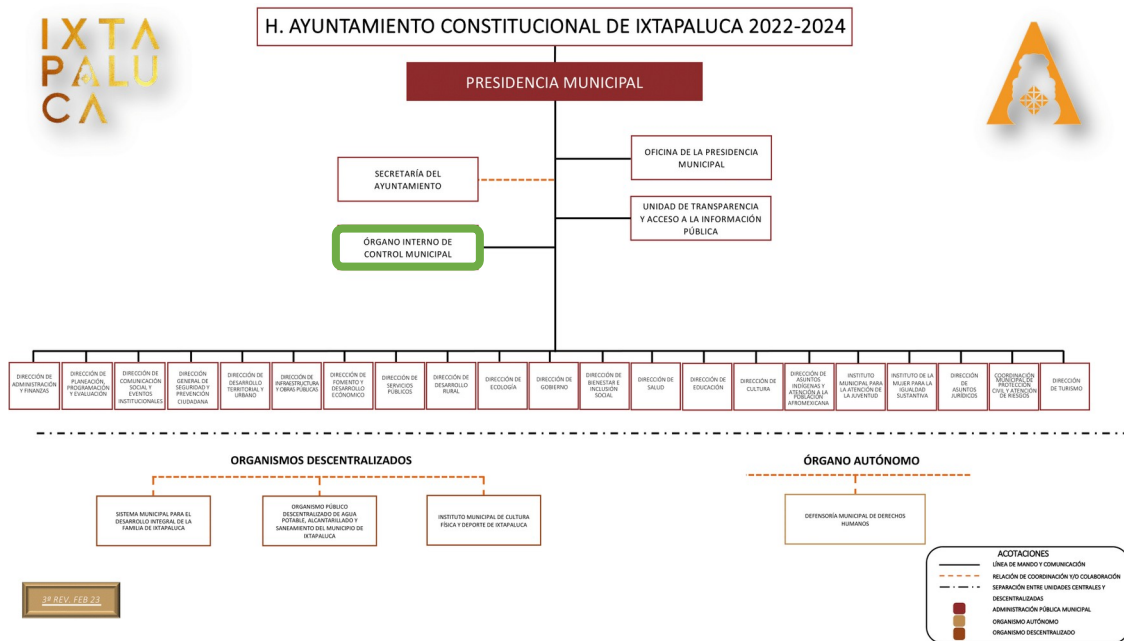 IXTA
PALU
CA
H. AYUNTAMIENTO CONSTITUCIONAL DE IXTAPALUCA 2022-2024
PRESIDENCIA MUNICIPAL
OFICINA DE LA PRESIDENCIA
MUNICIPAL
SECRETARÍA DEL
AYUNTAMIENTO
UNIDAD DE TRANSPARENCIA
Y ACCESO A LA INFORMACIÓN
PÚBLICA
ÓRGANO INTERNO DE
CONTROL MUNICIPAL
DIRECCIÓN DE
ADMINISTRACIÓN
Y FINANZAS
DIRECCIÓN DE
PLANEACIÓN,
PROGRAMACIÓN
Y EVALUACIÓN
DIRECCIÓN DE
COMUNICACIÓN
SOCIAL Y
EVENTOS
INSTITUCIONALES
DIRECCIÓN
GENERAL DE
SEGURIDAD Y
PREVENCIÓN
CIUDADANA
DIRECCIÓN DE
DESARROLLO
TERRITORIAL Y
URBANO
DIRECCIÓN DE
INFRAESTRUCTURA
Y OBRAS PÚBLICAS
DIRECCIÓN DE
FOMENTO Y
DESARROLLO
ECONÓMICO
DIRECCIÓN DE
SERVICIOS
PÚBLICOS
DIRECCIÓN DE
DESARROLLO
RURAL
DIRECCIÓN DE
ECOLOGÍA
DIRECCIÓN DE
GOBIERNO
DIRECCIÓN DE
BIENESTAR E
INCLUSIÓN
SOCIAL
DIRECCIÓN DE
SALUD
DIRECCIÓN DE
EDUCACIÓN
DIRECCIÓN DE
CULTURA
DIRECCIÓN DE
ASUNTOS
INDÍGENAS Y
ATENCIÓN A LA
POBLACIÓN
AFROMEXICANA
INSTITUTO
MUNICIPAL PARA
LA ATENCIÓN DE
LA JUVENTUD
INSTITUTO DE LA
MUJER PARA LA
IGUALDAD
SUSTANTIVA
DIRECCIÓN
DE
ASUNTOS
JURÍDICOS
COORDINACIÓN
MUNICIPAL DE
PROTECCIÓN
CIVIL Y ATENCIÓN
DE RIESGOS
DIRECCIÓN
DE TURISMO
ORGANISMOS DESCENTRALIZADOS
ÓRGANO AUTÓNOMO
SISTEMA MUNICIPAL PARA EL
DESARROLLO INTEGRAL DE LA
FAMILIA DE IXTAPALUCA
ORGANISMO PÚBLICO
DESCENTRALIZADO DE AGUA
POTABLE, ALCANTARILLADO Y
SANEAMIENTO DEL MUNICIPIO DE
IXTAPALUCA
INSTITUTO MUNICIPAL DE CULTURA
FÍSICA Y DEPORTE DE IXTAPALUCA
DEFENSORÍA MUNICIPAL DE DERECHOS
HUMANOS
ACOTACIONES
LÍNEA DE MANDO Y COMUNICACIÓN
RELACIÓN DE COORDINACIÓN Y/O COLABORACIÓN
SEPARACIÓN ENTRE UNIDADES CENTRALES Y
DESCENTRALIZADAS
ADMINISTRACIÓN PÚBLICA MUNICIPAL
ORGANISMO AUTÓNOMO
ORGANISMO DESCENTRALIZADO
3ª REV. FEB 23